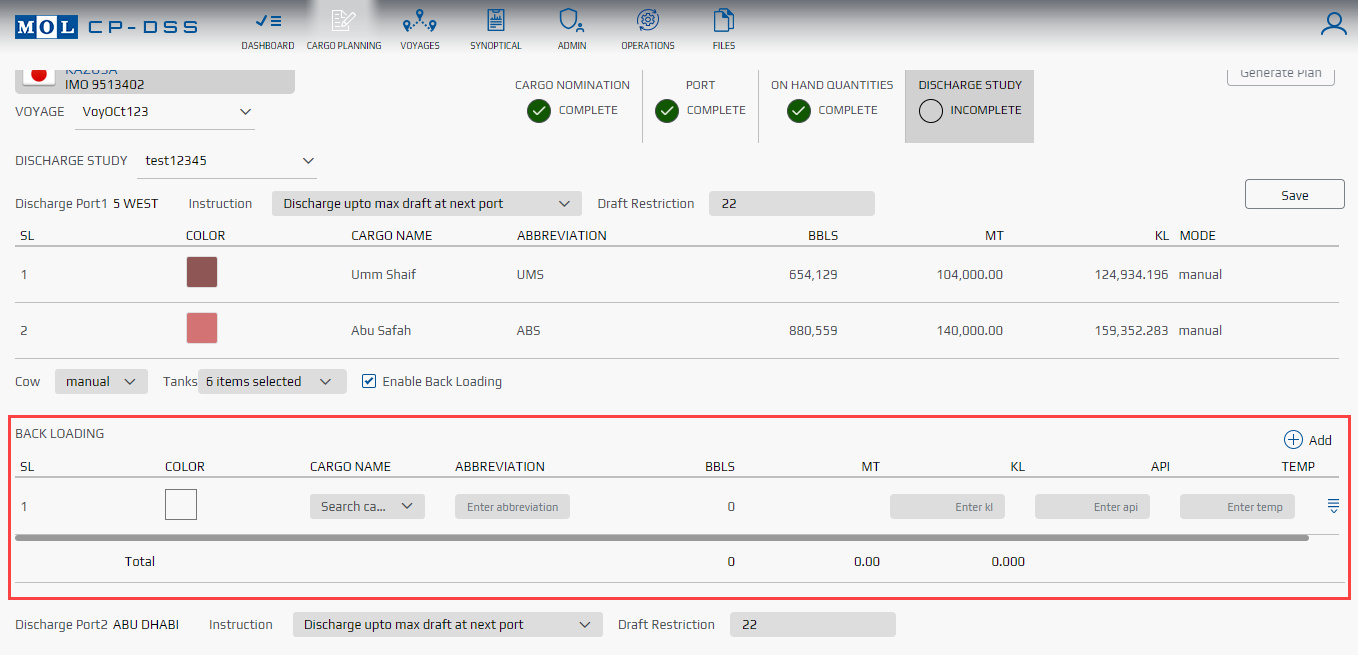 MOL CP-DSS
DASHBOARD CARGO PLANNING VOYAGES SYNOPTICAL ADMIN OPERATIONS FILES
KAZUSA
IMO 9513402
Generate Plan
CARGO NOMINATION PORT ON HAND QUANTITIES DISCHARGE STUDY
COMPLETE COMPLETE COMPLETE INCOMPLETE
VOYAGE VoyOCt123
DISCHARGE STUDY test12345
Discharge Port1 5 WEST Instruction Discharge upto max draft at next port Draft Restriction 22
Save
SL COLOR CARGO NAME ABBREVIATION BBLS MT KL MODE
1 Umm Shaif UMS 654,129 104,000.00 124,934.196 manual
2 Abu Safah ABS 880,559 140,000.00 159,352.283 manual
Cow manual Tanks 6 items selected Enable Back Loading
BACK LOADING
Add
SL COLOR CARGO NAME ABBREVIATION BBLS MT KL API TEMP
1 Search ca... Enter abbreviation 0 Enter kl Enter api Enter temp
Total 0 0.00 0.000
Discharge Port2 ABU DHABI Instruction Discharge upto max draft at next port Draft Restriction 22